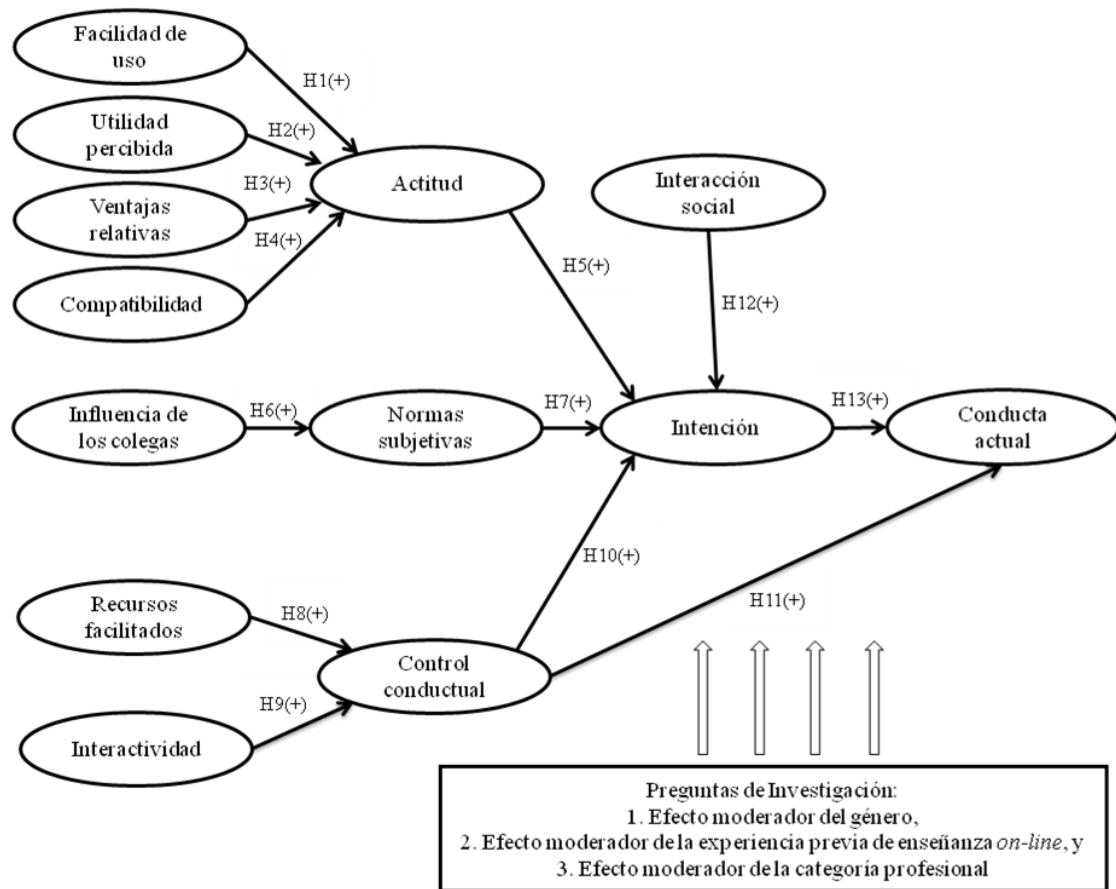 Facilidad de
uso
H1(+)
Utilidad
percibida
H2(+)
Ventajas
relativas
H3(+)
Compatibilidad
H4(+)
Actitud
Interacción
social
H5(+)
H12(+)
Influencia de
los colegas
H6(+)
Normas
subjetivas
H7(+)
Intención
H13(+)
Conducta
actual
H10(+)
H11(+)
Recursos
facilitados
H8(+)
Control
conductual
H9(+)
Interactividad
Preguntas de Investigación:
1. Efecto moderador del género,
2. Efecto moderador de la experiencia previa de enseñanza on-line, y
3. Efecto moderador de la categoría profesional